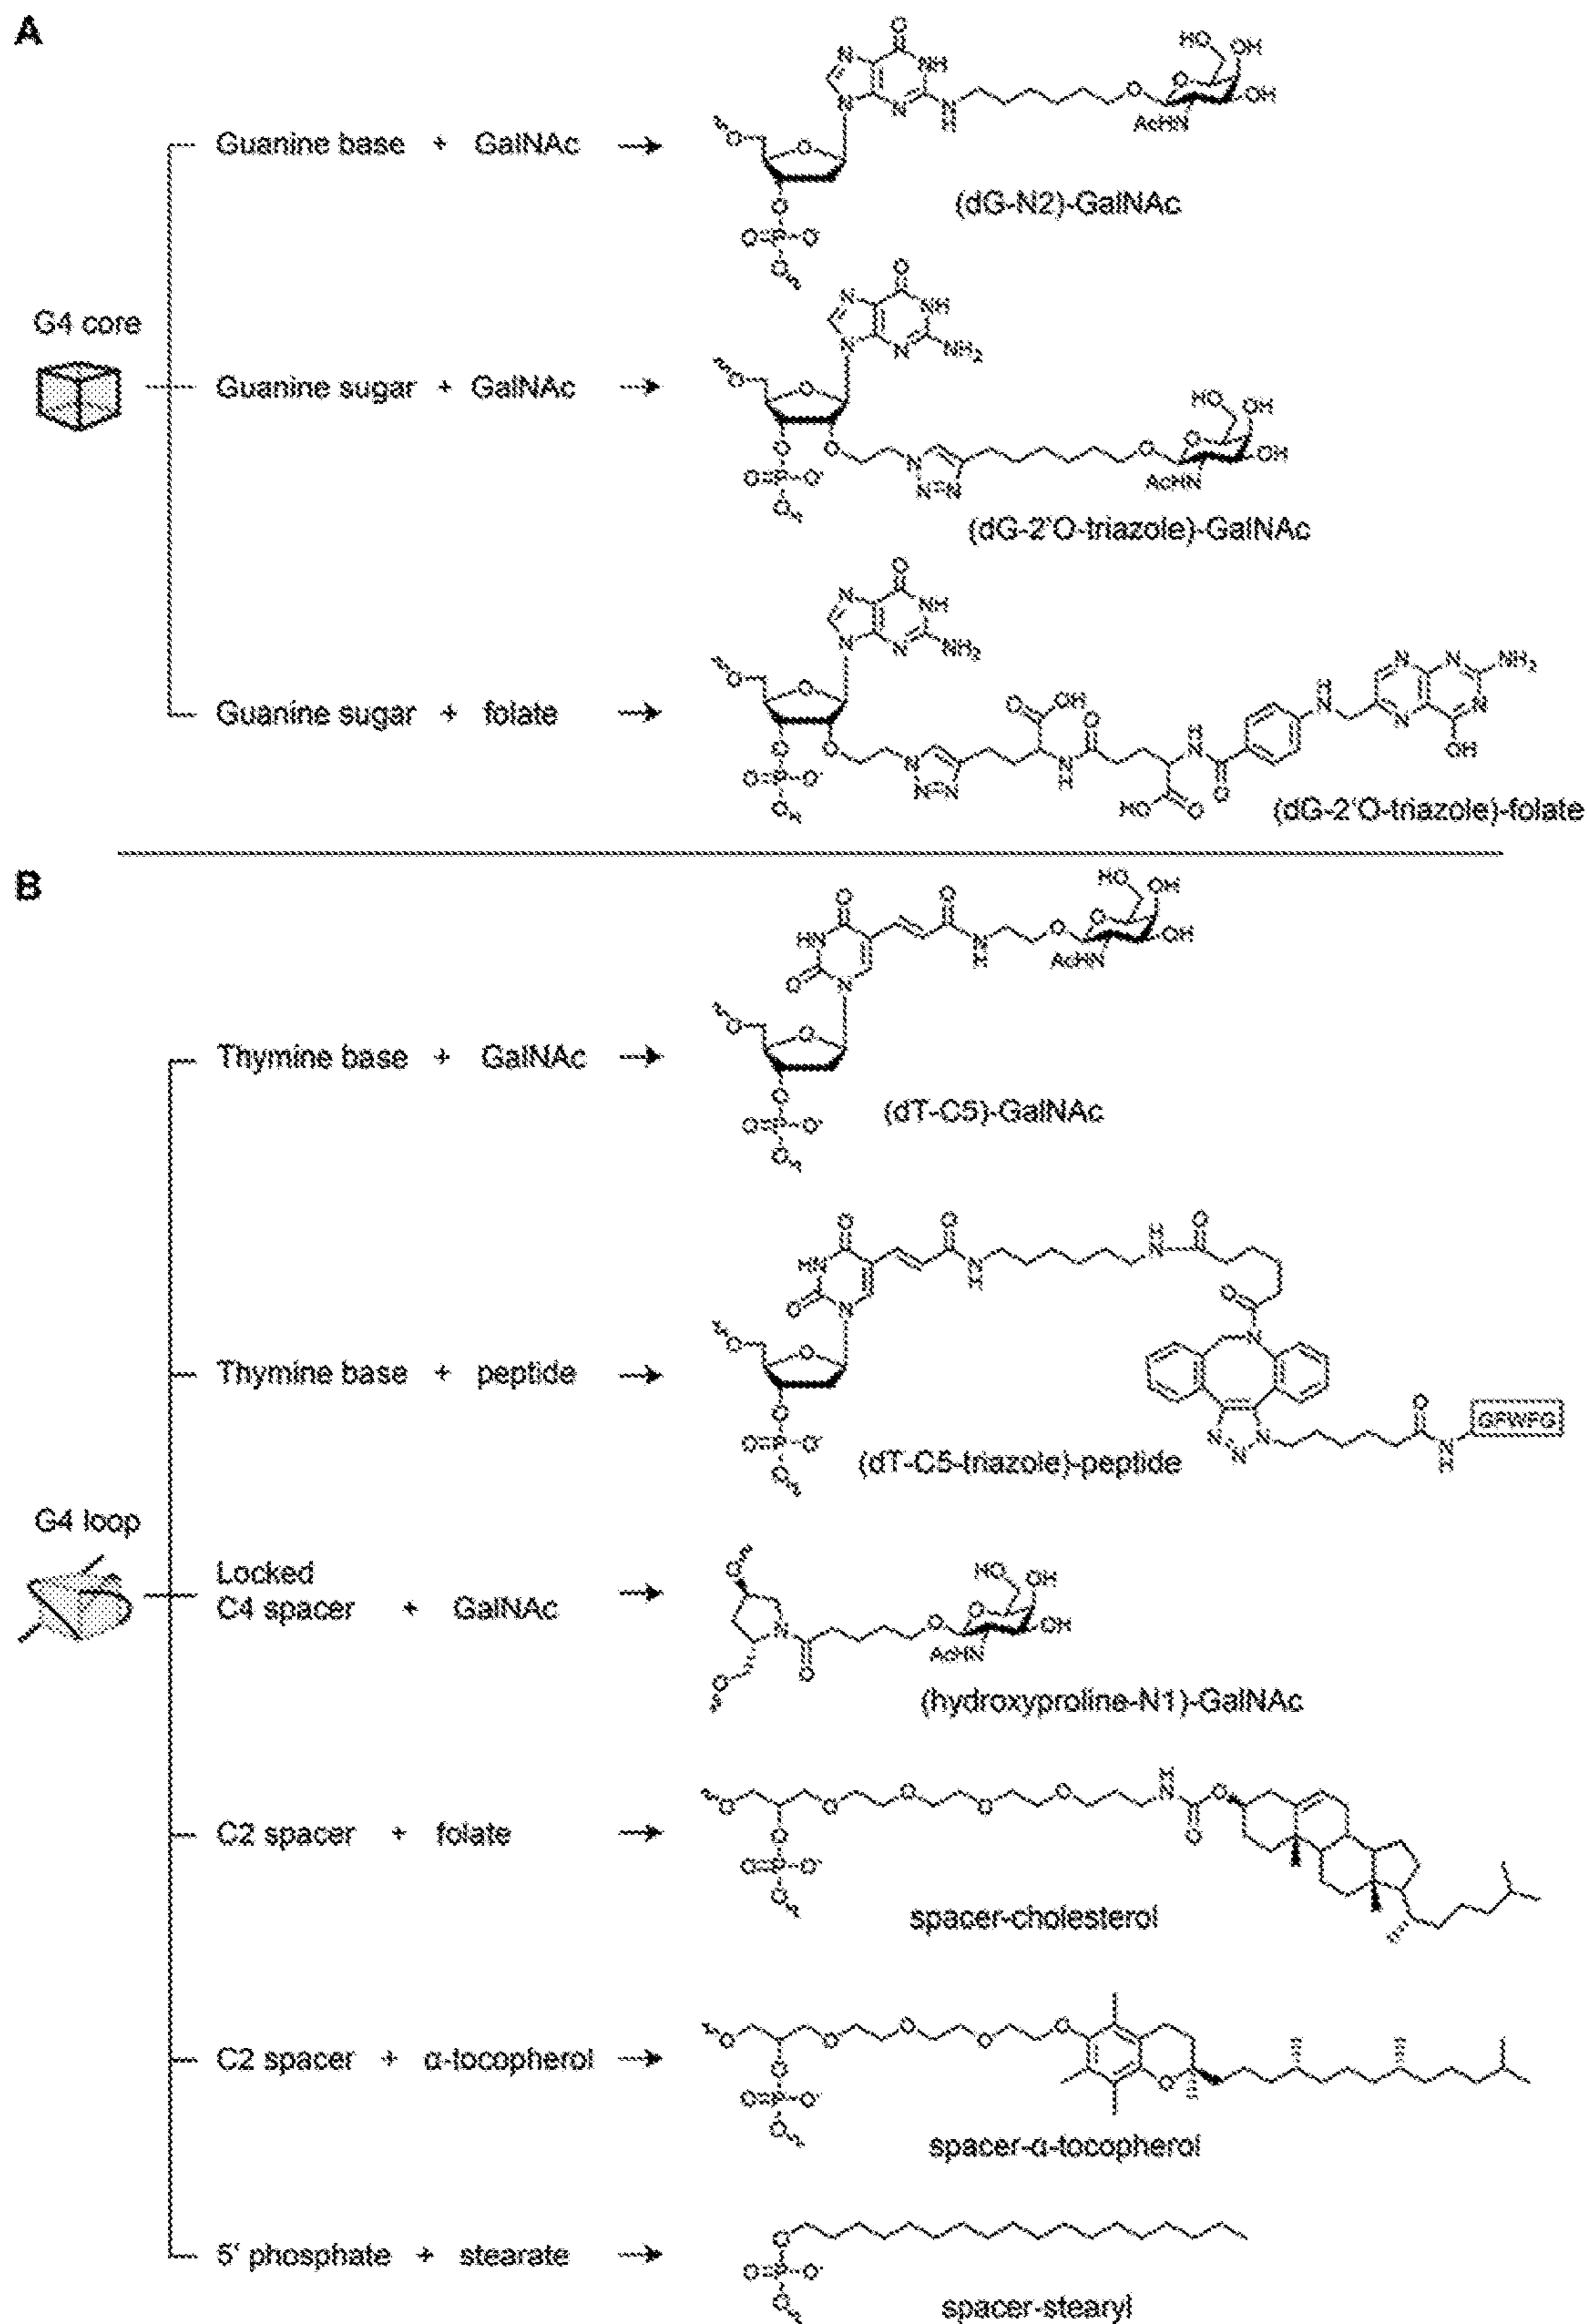 A
Guanine base + GalNAc
(dG-N2)-GalNAc
G4 core
Guanine sugar + GalNAc
(dG-2'O-triazole)-GalNAc
Guanine sugar + folate
(dG-2'O-triazole)-folate
B
Thymine base + GalNAc
(dT-C5)-GalNAc
Thymine base + peptide
GFWFG
(dT-C5-triazole)-peptide
G4 loop
Locked
C4 spacer + GalNAc
(hydroxyproline-N1)-GalNAc
C2 spacer + folate
spacer-cholesterol
C2 spacer + α-tocopherol
spacer-α-tocopherol
5' phosphate + stearate
spacer-stearyl